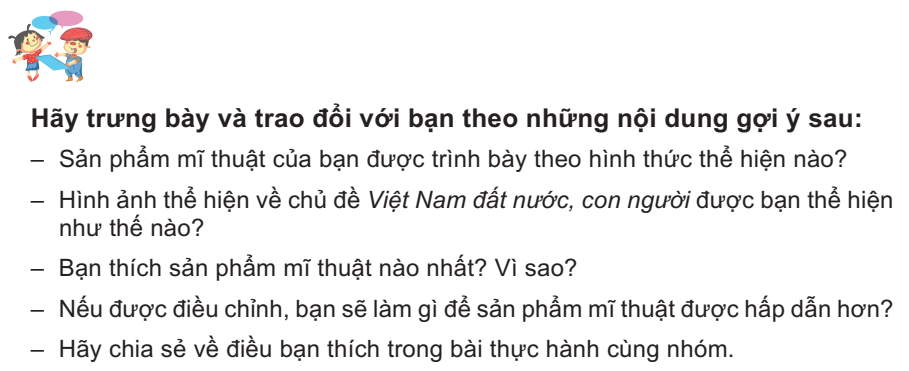 Hãy trưng bày và trao đổi với bạn theo những nội dung gợi ý sau:
– Sản phẩm mĩ thuật của bạn được trình bày theo hình thức thể hiện nào?
– Hình ảnh thể hiện về chủ đề Việt Nam đất nước, con người được bạn thể hiện
như thế nào?
– Bạn thích sản phẩm mĩ thuật nào nhất? Vì sao?
– Nếu được điều chỉnh, bạn sẽ làm gì để sản phẩm mĩ thuật được hấp dẫn hơn?
– Hãy chia sẻ về điều bạn thích trong bài thực hành cùng nhóm.